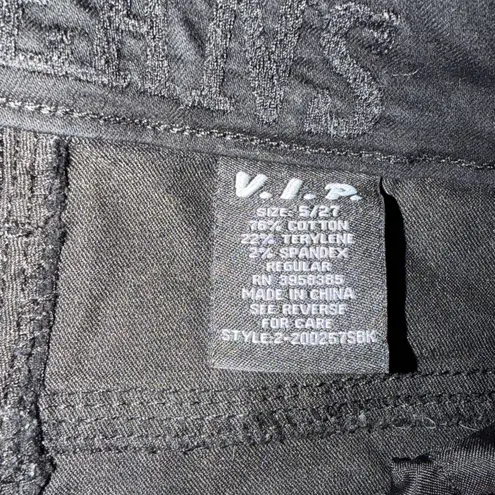 JEANS
V.I.P.
SIZE: 5/27
76% COTTON
22% TERYLENE
2% SPANDEX
REGULAR
RN 3958385
MADE IN CHINA
SEE REVERSE
FOR CARE
STYLE:2-200257SBK